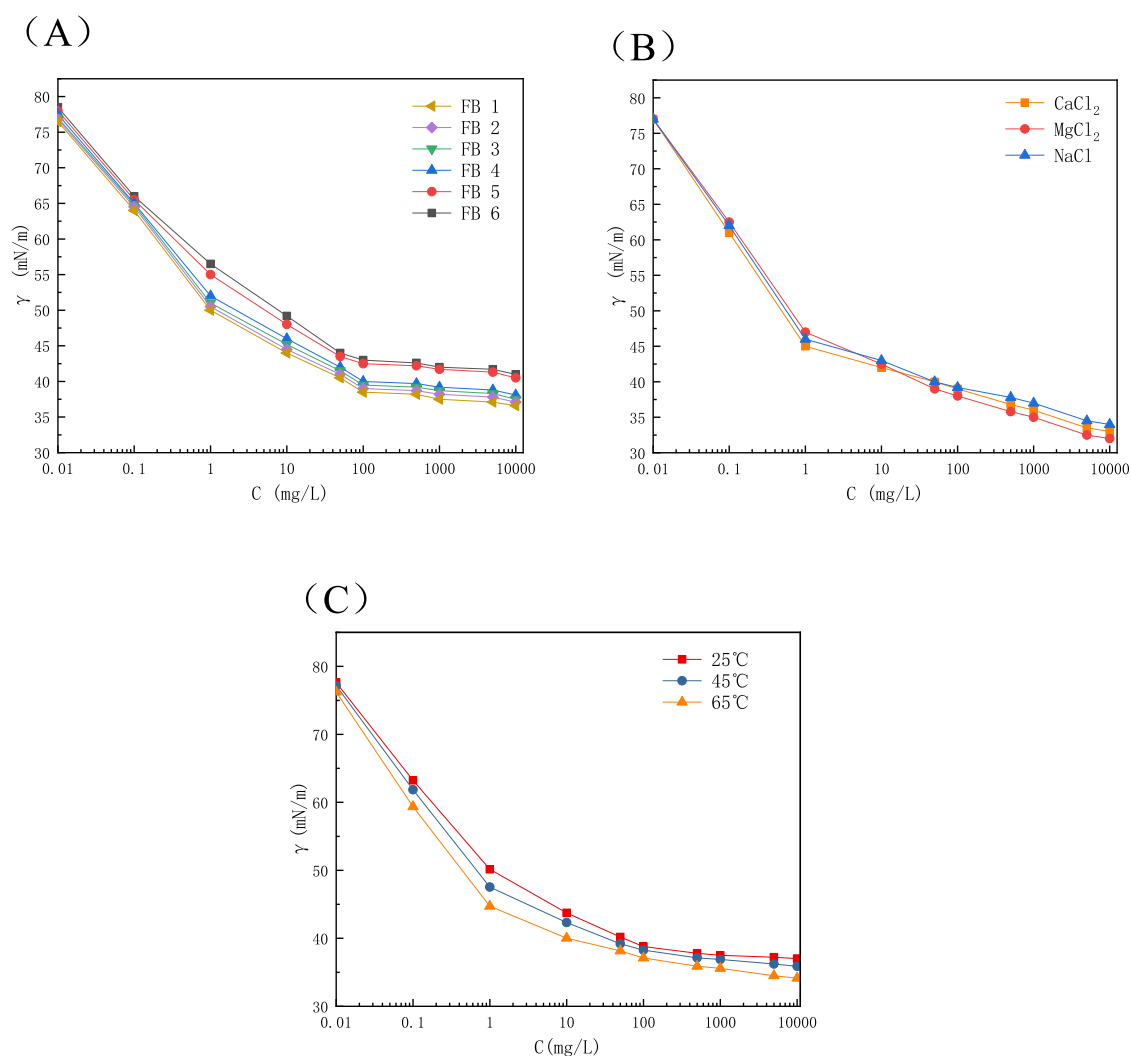 （A）
80
75
70
65
60
55
50
45
40
35
30
γ (mN/m)
0.01 0.1 1 10 100 1000 10000
C (mg/L)
FB 1
FB 2
FB 3
FB 4
FB 5
FB 6
（B）
80
75
70
65
60
55
50
45
40
35
30
γ (mN/m)
0.01 0.1 1 10 100 1000 10000
C (mg/L)
CaCl₂
MgCl₂
NaCl
（C）
80
70
60
50
40
30
γ (mN/m)
0.01 0.1 1 10 100 1000 10000
C(mg/L)
25℃
45℃
65℃